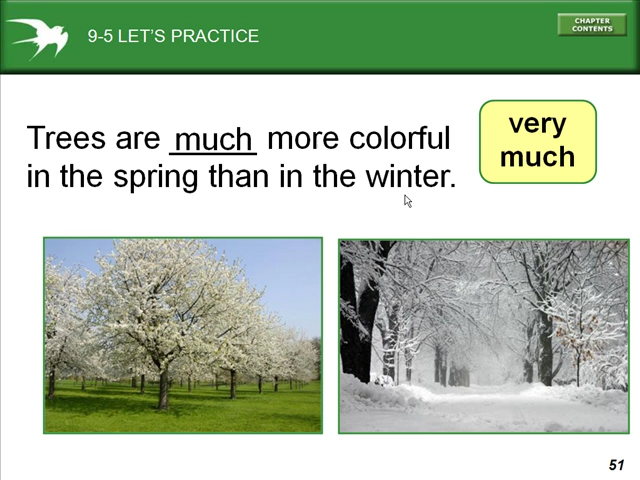 9-5 LET'S PRACTICE
CHAPTER
CONTENTS
Trees are much more colorful
in the spring than in the winter.
very
much
51